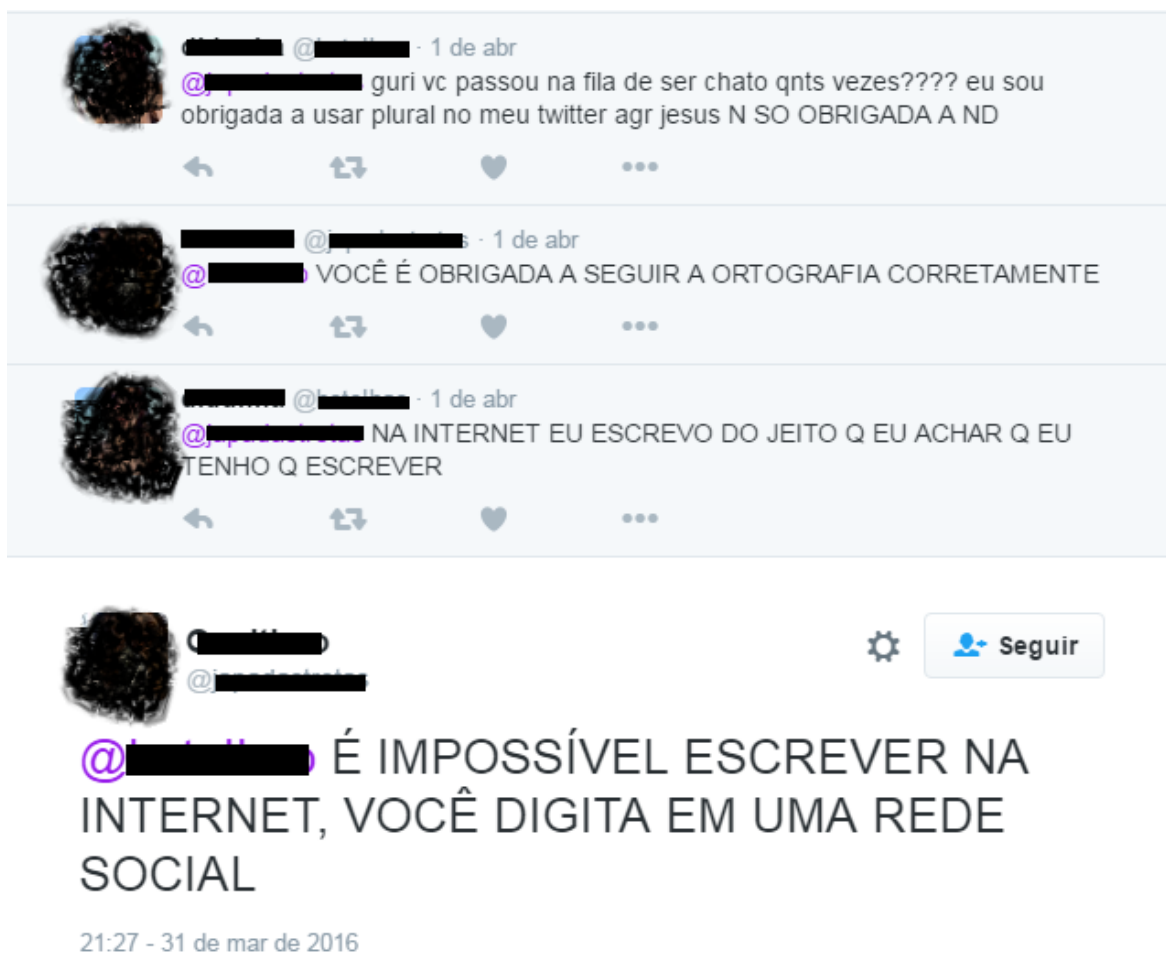 · 1 de abr
guri vc passou na fila de ser chato qnts vezes???? eu sou
obrigada a usar plural no meu twitter agr jesus N SO OBRIGADA A ND
· 1 de abr
@ VOCÊ É OBRIGADA A SEGUIR A ORTOGRAFIA CORRETAMENTE
· 1 de abr
@ NA INTERNET EU ESCREVO DO JEITO Q EU ACHAR Q EU
TENHO Q ESCREVER
Seguir
@ É IMPOSSÍVEL ESCREVER NA
INTERNET, VOCÊ DIGITA EM UMA REDE
SOCIAL
21:27 - 31 de mar de 2016